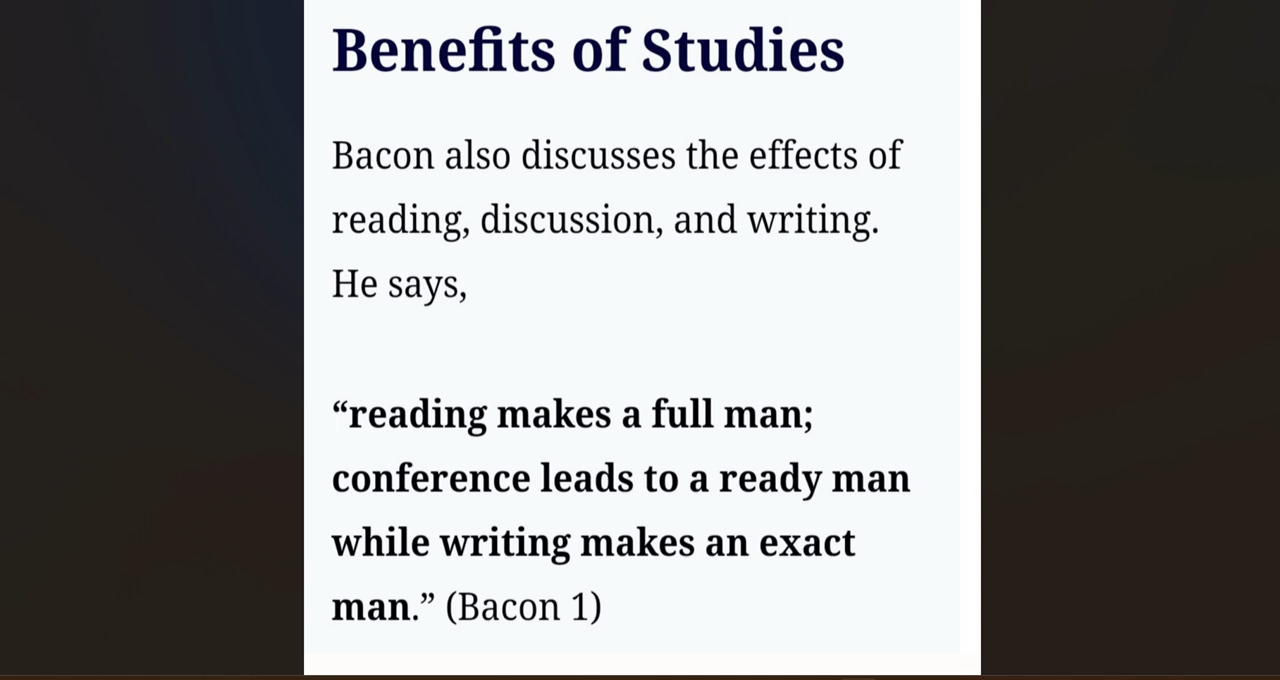 Benefits of Studies
Bacon also discusses the effects of
reading, discussion, and writing.
He says,
“reading makes a full man;
conference leads to a ready man
while writing makes an exact
man.” (Bacon 1)